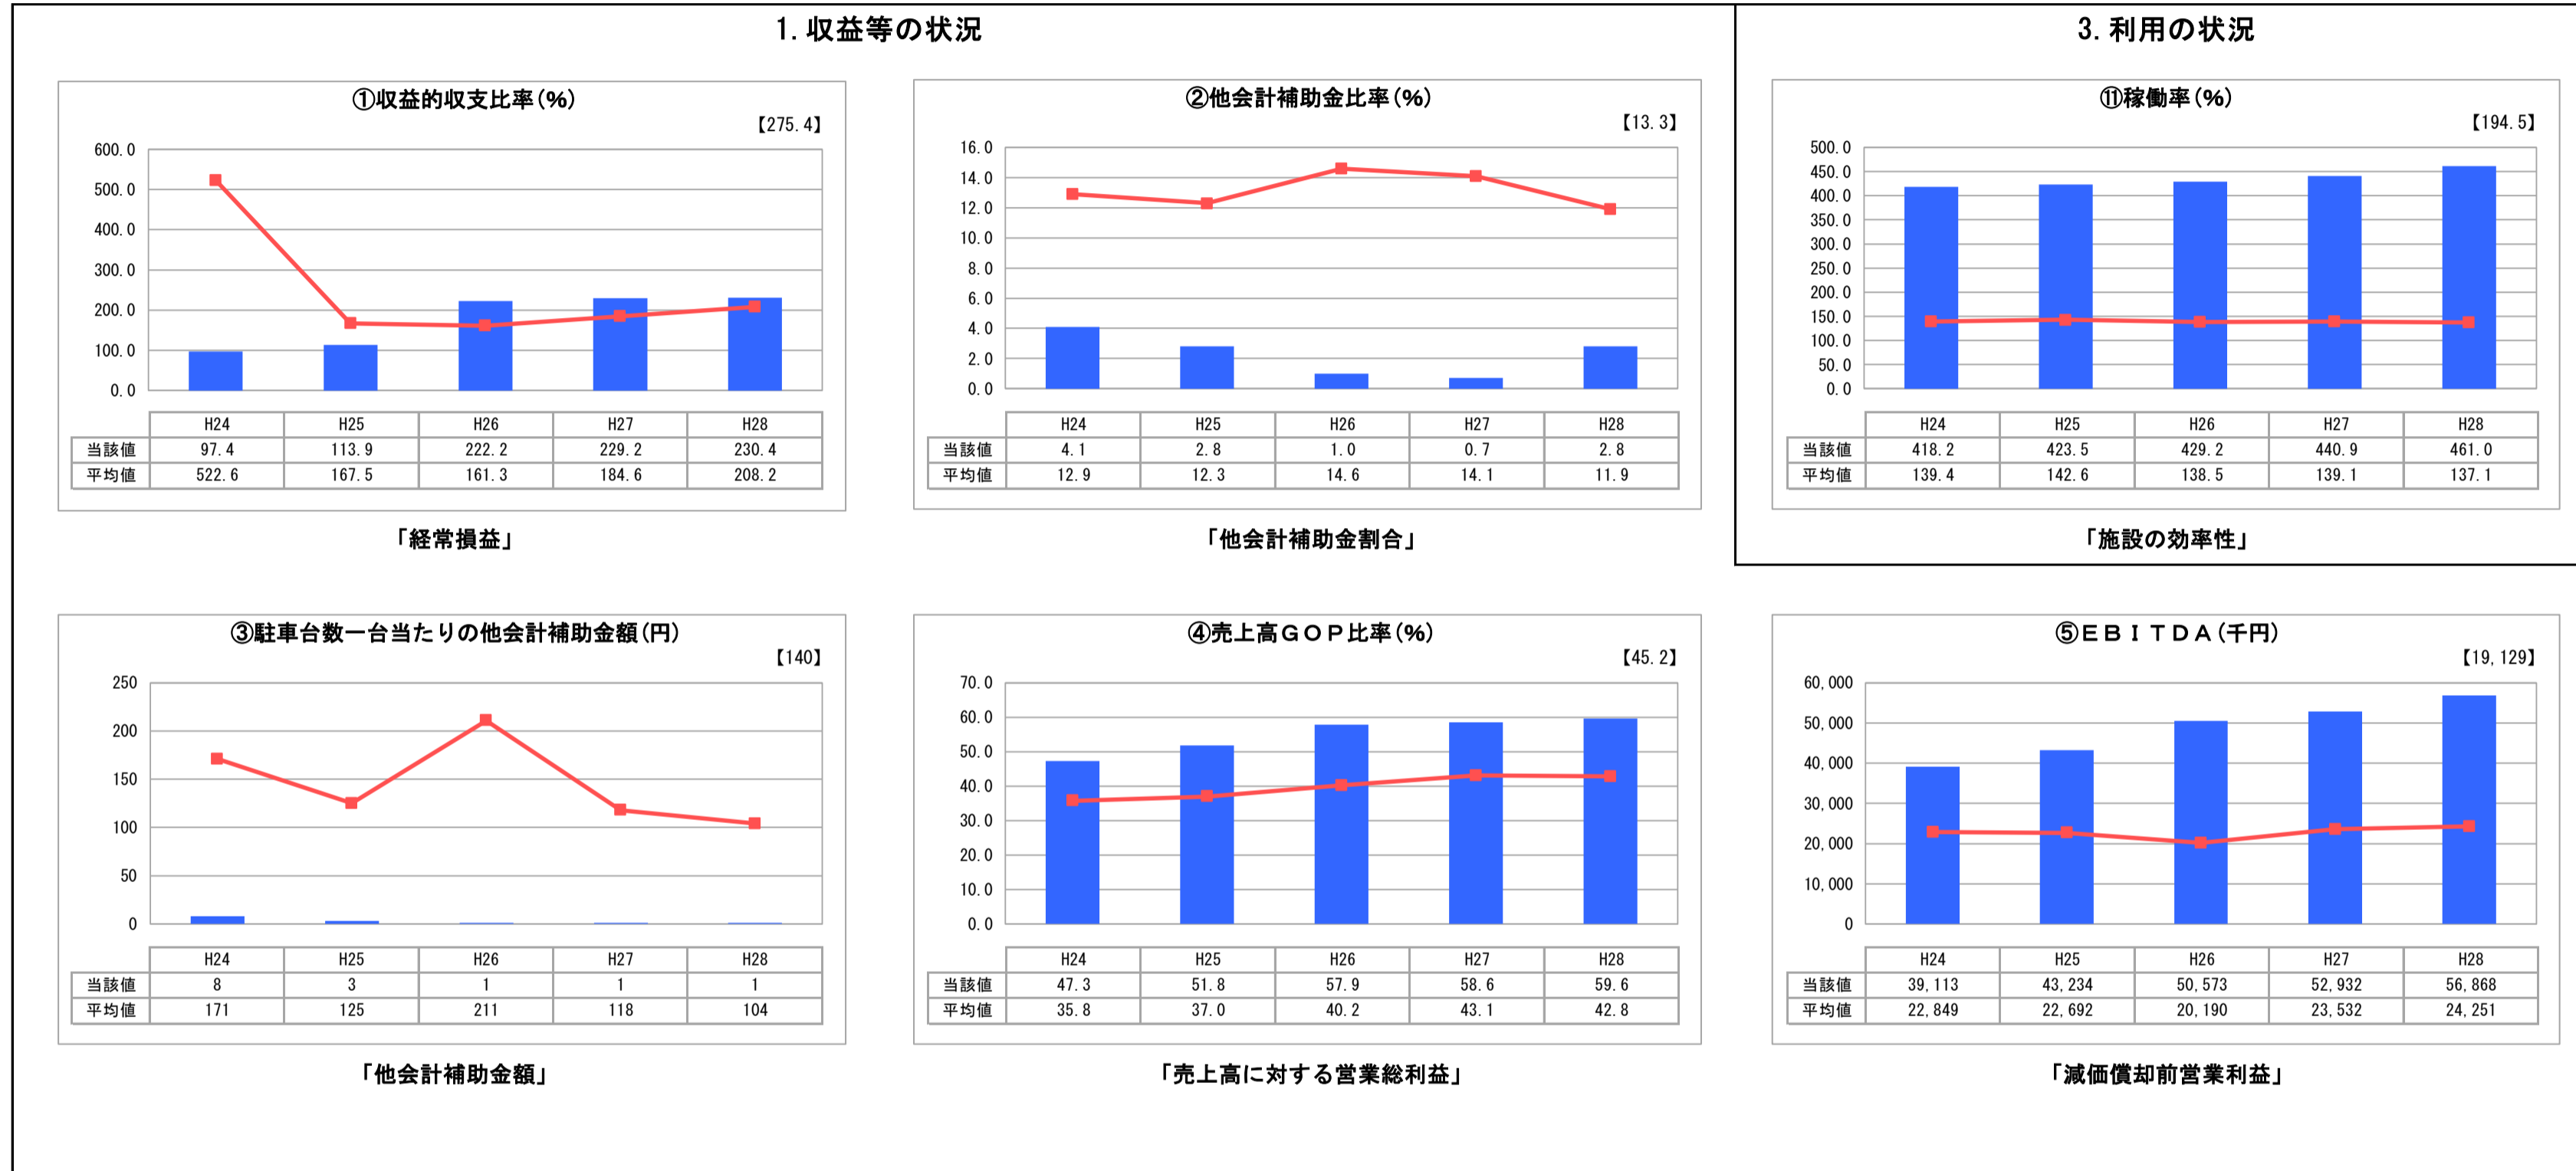 1. 収益等の状況
3. 利用の状況
①収益的収支比率(%)
【275.4】
600.0
500.0
400.0
300.0
200.0
100.0
0.0
H24 H25 H26 H27 H28
当該値 97.4 113.9 222.2 229.2 230.4
平均値 522.6 167.5 161.3 184.6 208.2
「経常損益」
②他会計補助金比率(%)
【13.3】
16.0
14.0
12.0
10.0
8.0
6.0
4.0
2.0
0.0
H24 H25 H26 H27 H28
当該値 4.1 2.8 1.0 0.7 2.8
平均値 12.9 12.3 14.6 14.1 11.9
「他会計補助金割合」
⑪稼働率(%)
【194.5】
500.0
450.0
400.0
350.0
300.0
250.0
200.0
150.0
100.0
50.0
0.0
H24 H25 H26 H27 H28
当該値 418.2 423.5 429.2 440.9 461.0
平均値 139.4 142.6 138.5 139.1 137.1
「施設の効率性」
③駐車台数一台当たりの他会計補助金額(円)
【140】
250
200
150
100
50
0
H24 H25 H26 H27 H28
当該値 8 3 1 1 1
平均値 171 125 211 118 104
「他会計補助金額」
④売上高GOP比率(%)
【45.2】
70.0
60.0
50.0
40.0
30.0
20.0
10.0
0.0
H24 H25 H26 H27 H28
当該値 47.3 51.8 57.9 58.6 59.6
平均値 35.8 37.0 40.2 43.1 42.8
「売上高に対する営業総利益」
⑤EBITDA(千円)
【19,129】
60,000
50,000
40,000
30,000
20,000
10,000
0
H24 H25 H26 H27 H28
当該値 39,113 43,234 50,573 52,932 56,868
平均値 22,849 22,692 20,190 23,532 24,251
「減価償却前営業利益」